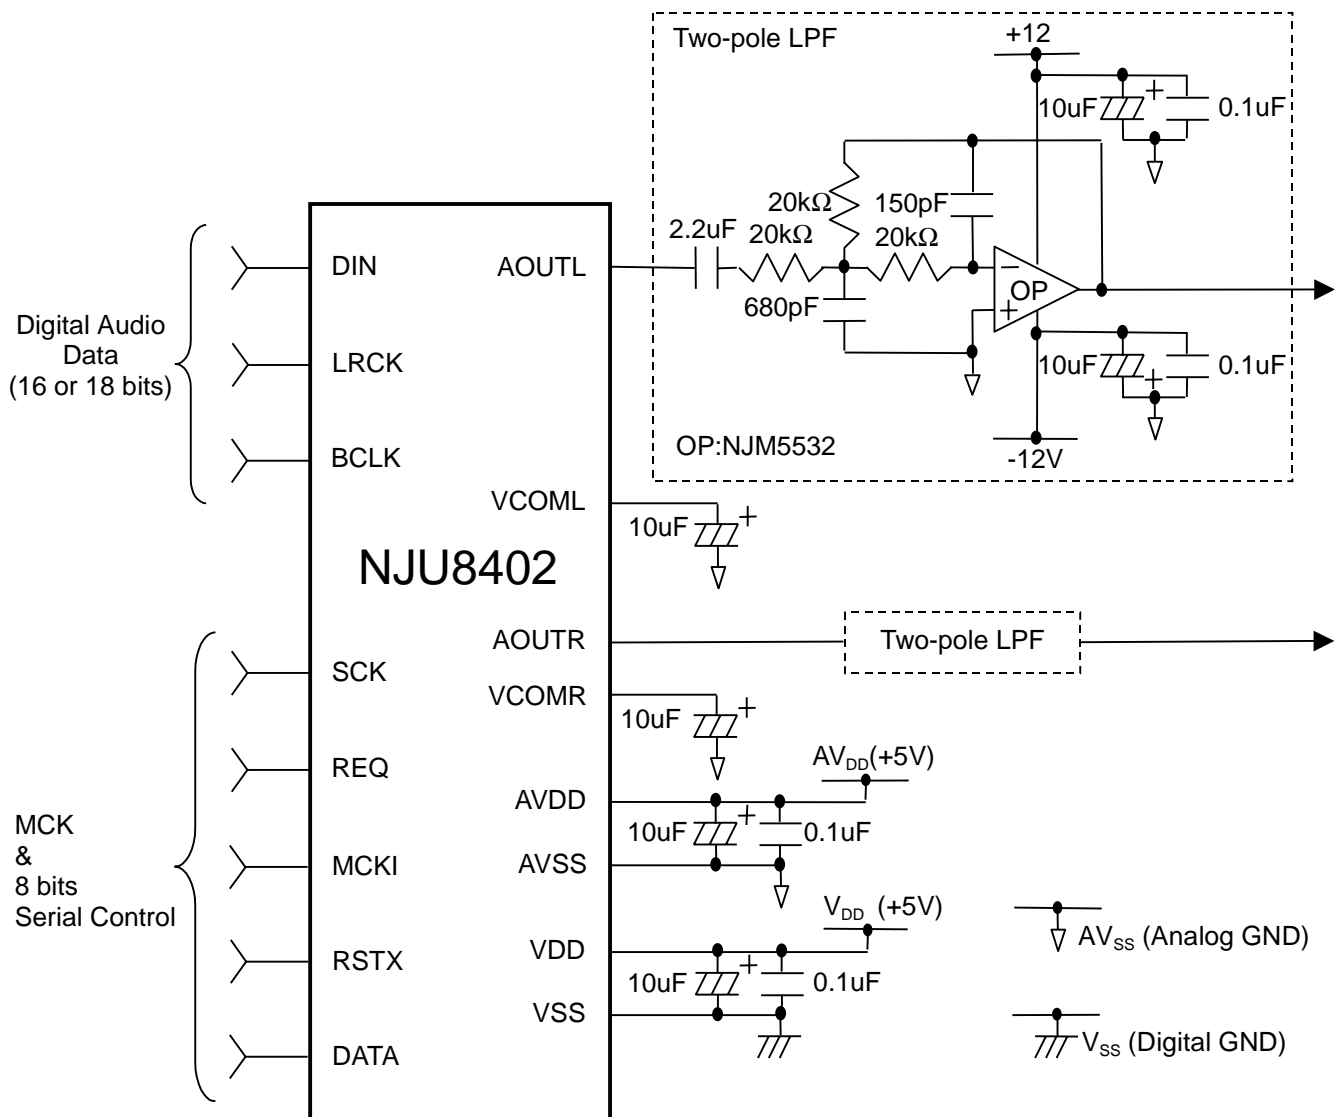 Two-pole LPF
+12
10uF
+
0.1uF
20kΩ
150pF
2.2uF
20kΩ
20kΩ
680pF
−
OP
+
10uF
+
0.1uF
OP:NJM5532
-12V
Digital Audio
Data
(16 or 18 bits)
DIN
LRCK
BCLK
AOUTL
VCOML
10uF
+
NJU8402
AOUTR
Two-pole LPF
VCOMR
10uF
+
MCK
&
8 bits
Serial Control
SCK
REQ
MCKI
RSTX
DATA
AVDD
AVDD(+5V)
10uF
+
0.1uF
AVSS
VDD
VDD (+5V)
10uF
+
0.1uF
VSS
AVSS (Analog GND)
VSS (Digital GND)